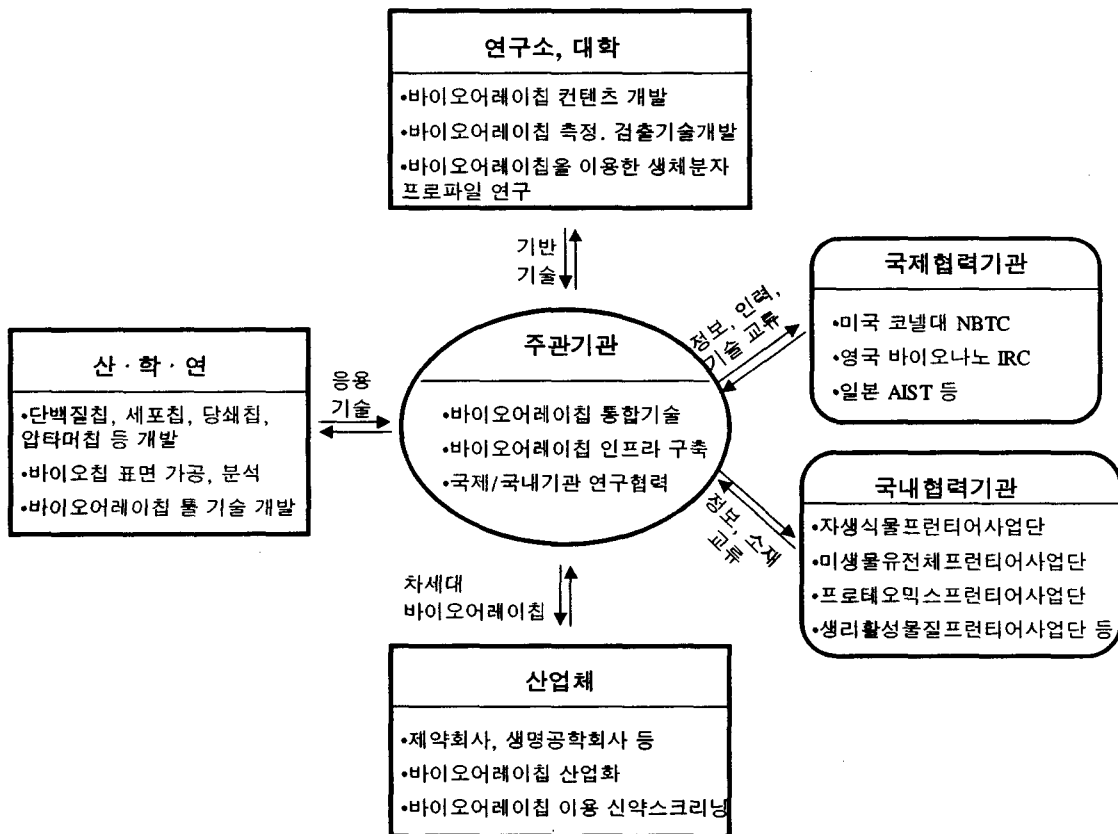 연구소, 대학
•바이오어레이칩 컨텐츠 개발
•바이오어레이칩 측정. 검출기술개발
•바이오어레이칩을 이용한 생체분자
프로파일 연구
기반
기술
국제협력기관
•미국 코넬대 NBTC
•영국 바이오나노 IRC
•일본 AIST 등
정보, 인력,
기술 교류
주관기관
•바이오어레이칩 통합기술
•바이오어레이칩 인프라 구축
•국제/국내기관 연구협력
산 · 학 · 연
•단백질칩, 세포칩, 당쇄칩,
압타머칩 등 개발
•바이오칩 표면 가공, 분석
•바이오어레이칩 툴 기술 개발
응용
기술
정보, 소재
교류
국내협력기관
•자생식물프런티어사업단
•미생물유전체프런티어사업단
•프로테오믹스프런티어사업단
•생리활성물질프런티어사업단 등
차세대
바이오어레이칩
산업체
•제약회사, 생명공학회사 등
•바이오어레이칩 산업화
•바이오어레이칩 이용 신약스크리닝